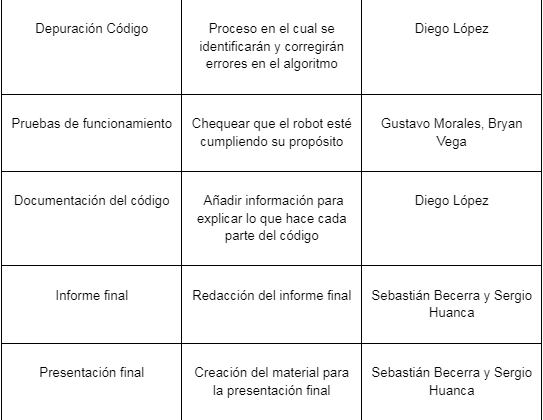 Depuración Código
Proceso en el cual se
identificarán y corregirán
errores en el algoritmo
Diego López
Pruebas de funcionamiento
Chequear que el robot esté
cumpliendo su propósito
Gustavo Morales, Bryan
Vega
Documentación del código
Añadir información para
explicar lo que hace cada
parte del código
Diego López
Informe final
Redacción del informe final
Sebastián Becerra y Sergio
Huanca
Presentación final
Creación del material para
la presentación final
Sebastián Becerra y Sergio
Huanca